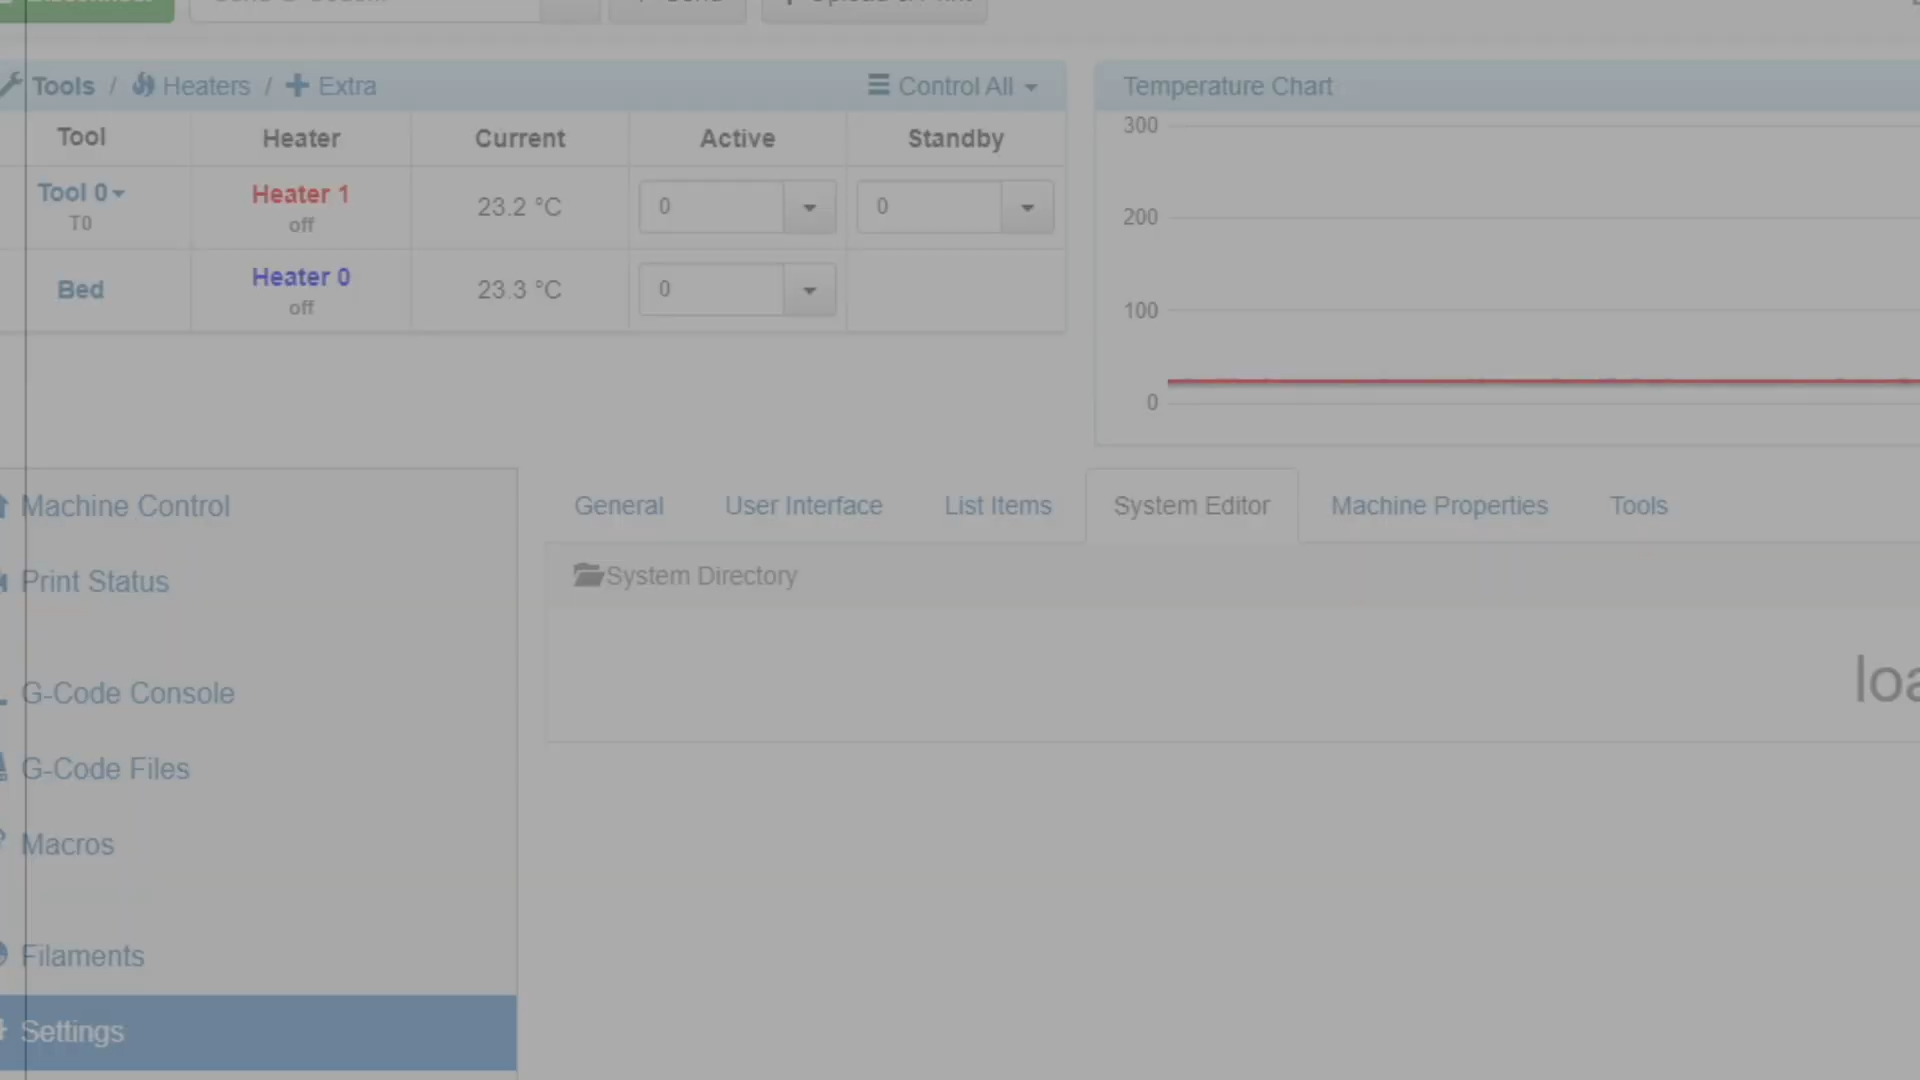 Tools / Heaters / Extra
Control All
Temperature Chart
Tool Heater Current Active Standby
Tool 0 Heater 1 23.2 °C 0 0
T0 off
Bed Heater 0 23.3 °C 0
off
300
200
100
0
Machine Control
Print Status
G-Code Console
G-Code Files
Macros
Filaments
Settings
General User Interface List Items System Editor Machine Properties Tools
System Directory